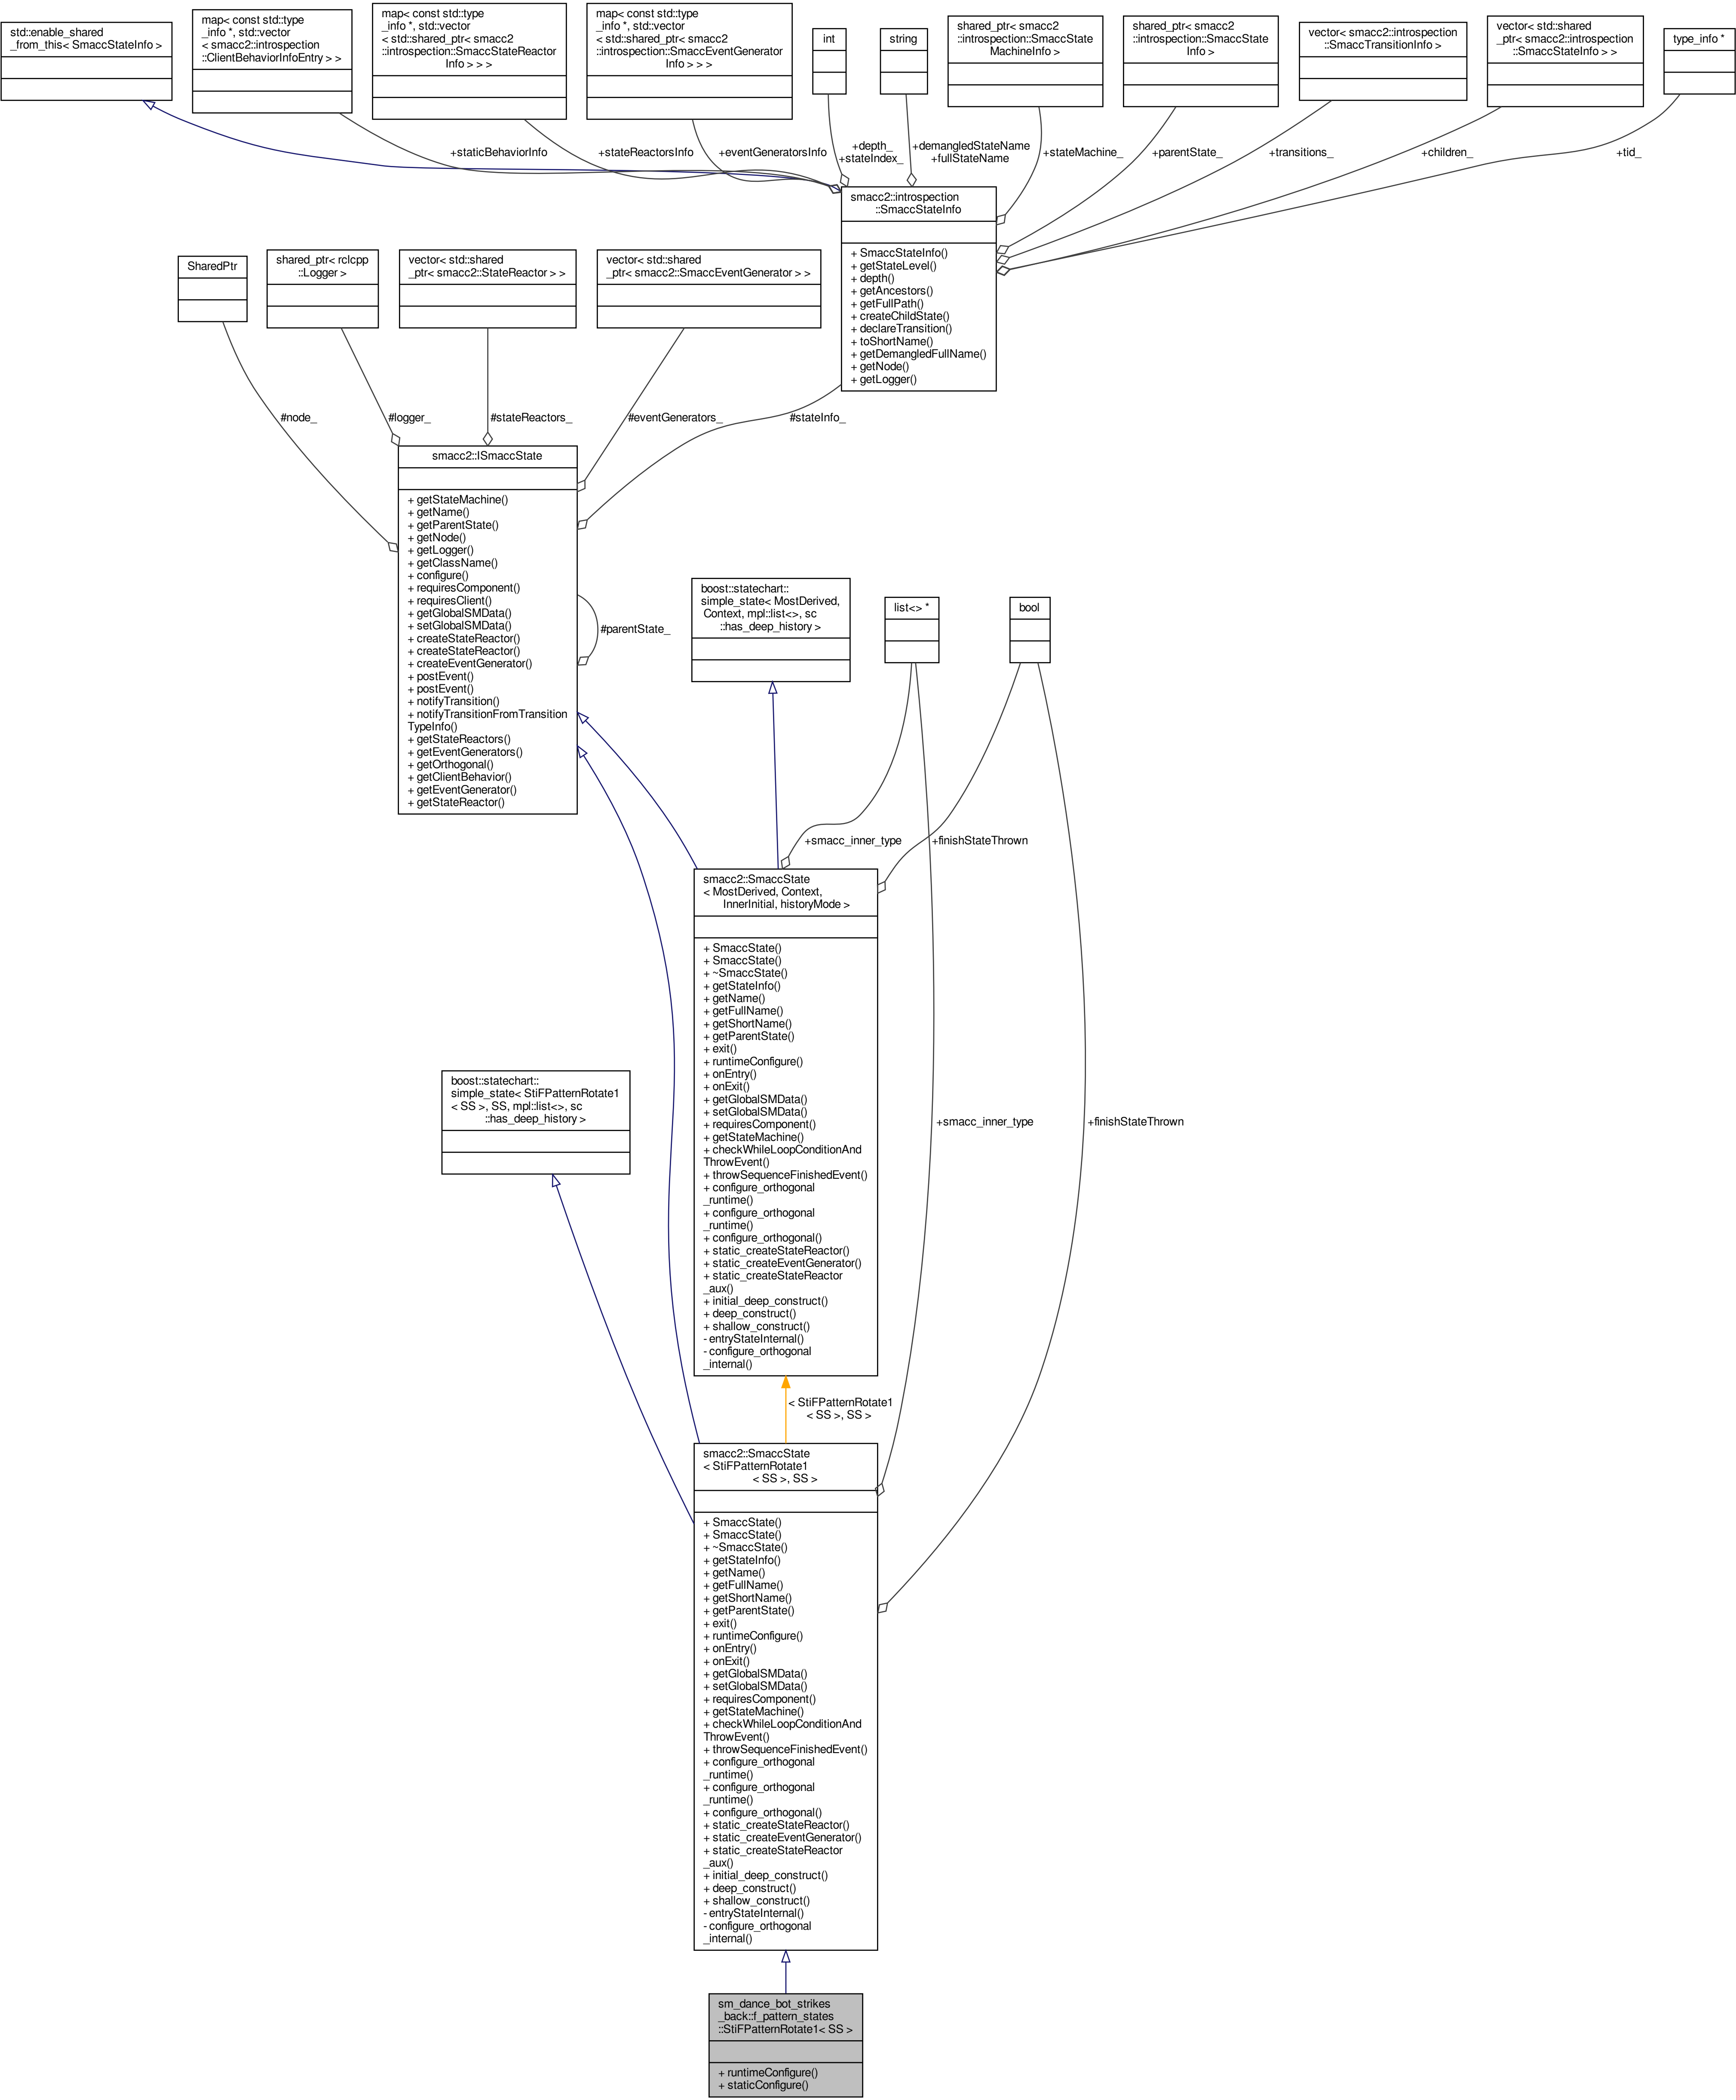 std::enable_shared
_from_this< SmaccStateInfo >
map< const std::type
_info *, std::vector
< smacc2::introspection
::ClientBehaviorInfoEntry > >
map< const std::type
_info *, std::vector
< std::shared_ptr< smacc2
::introspection::SmaccStateReactor
Info > > >
map< const std::type
_info *, std::vector
< std::shared_ptr< smacc2
::introspection::SmaccEventGenerator
Info > > >
int
string
shared_ptr< smacc2
::introspection::SmaccState
MachineInfo >
shared_ptr< smacc2
::introspection::SmaccState
Info >
vector< smacc2::introspection
::SmaccTransitionInfo >
vector< std::shared
_ptr< smacc2::introspection
::SmaccStateInfo > >
type_info *
+staticBehaviorInfo
+stateReactorsInfo
+eventGeneratorsInfo
+depth_
+stateIndex_
+demangledStateName
+fullStateName
+stateMachine_
+parentState_
+transitions_
+children_
+tid_
smacc2::introspection
::SmaccStateInfo
+ SmaccStateInfo()
+ getStateLevel()
+ depth()
+ getAncestors()
+ getFullPath()
+ createChildState()
+ declareTransition()
+ toShortName()
+ getDemangledFullName()
+ getNode()
+ getLogger()
SharedPtr
shared_ptr< rclcpp
::Logger >
vector< std::shared
_ptr< smacc2::StateReactor > >
vector< std::shared
_ptr< smacc2::SmaccEventGenerator > >
#node_
#logger_
#stateReactors_
#eventGenerators_
#stateInfo_
smacc2::ISmaccState
+ getStateMachine()
+ getName()
+ getParentState()
+ getNode()
+ getLogger()
+ getClassName()
+ configure()
+ requiresComponent()
+ requiresClient()
+ getGlobalSMData()
+ setGlobalSMData()
+ createStateReactor()
+ createStateReactor()
+ createEventGenerator()
+ postEvent()
+ postEvent()
+ notifyTransition()
+ notifyTransitionFromTransition
TypeInfo()
+ getStateReactors()
+ getEventGenerators()
+ getOrthogonal()
+ getClientBehavior()
+ getEventGenerator()
+ getStateReactor()
#parentState_
boost::statechart::
simple_state< MostDerived,
Context, mpl::list<>, sc
::has_deep_history >
list<> *
bool
+smacc_inner_type
+finishStateThrown
smacc2::SmaccState
< MostDerived, Context,
InnerInitial, historyMode >
+ SmaccState()
+ SmaccState()
+ ~SmaccState()
+ getStateInfo()
+ getName()
+ getFullName()
+ getShortName()
+ getParentState()
+ exit()
+ runtimeConfigure()
+ onEntry()
+ onExit()
+ getGlobalSMData()
+ setGlobalSMData()
+ requiresComponent()
+ getStateMachine()
+ checkWhileLoopConditionAnd
ThrowEvent()
+ throwSequenceFinishedEvent()
+ configure_orthogonal
_runtime()
+ configure_orthogonal
_runtime()
+ configure_orthogonal()
+ static_createStateReactor()
+ static_createEventGenerator()
+ static_createStateReactor
_aux()
+ initial_deep_construct()
+ deep_construct()
+ shallow_construct()
- entryStateInternal()
- configure_orthogonal
_internal()
boost::statechart::
simple_state< StiFPatternRotate1
< SS >, SS, mpl::list<>, sc
::has_deep_history >
+smacc_inner_type
+finishStateThrown
< StiFPatternRotate1
< SS >, SS >
smacc2::SmaccState
< StiFPatternRotate1
< SS >, SS >
+ SmaccState()
+ SmaccState()
+ ~SmaccState()
+ getStateInfo()
+ getName()
+ getFullName()
+ getShortName()
+ getParentState()
+ exit()
+ runtimeConfigure()
+ onEntry()
+ onExit()
+ getGlobalSMData()
+ setGlobalSMData()
+ requiresComponent()
+ getStateMachine()
+ checkWhileLoopConditionAnd
ThrowEvent()
+ throwSequenceFinishedEvent()
+ configure_orthogonal
_runtime()
+ configure_orthogonal
_runtime()
+ configure_orthogonal()
+ static_createStateReactor()
+ static_createEventGenerator()
+ static_createStateReactor
_aux()
+ initial_deep_construct()
+ deep_construct()
+ shallow_construct()
- entryStateInternal()
- configure_orthogonal
_internal()
sm_dance_bot_strikes
_back::f_pattern_states
::StiFPatternRotate1< SS >
+ runtimeConfigure()
+ staticConfigure()